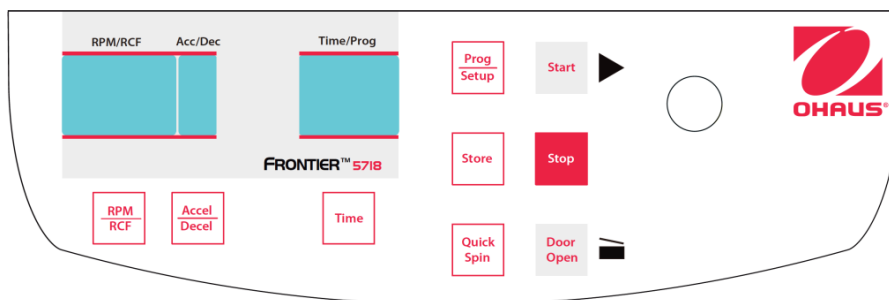 RPM/RCF Acc/Dec Time/Prog
FRONTIER™ 5718
RPM
RCF
Accel
Decel
Time
Prog
Setup
Start
Store
Stop
Quick
Spin
Door
Open
OHAUS®